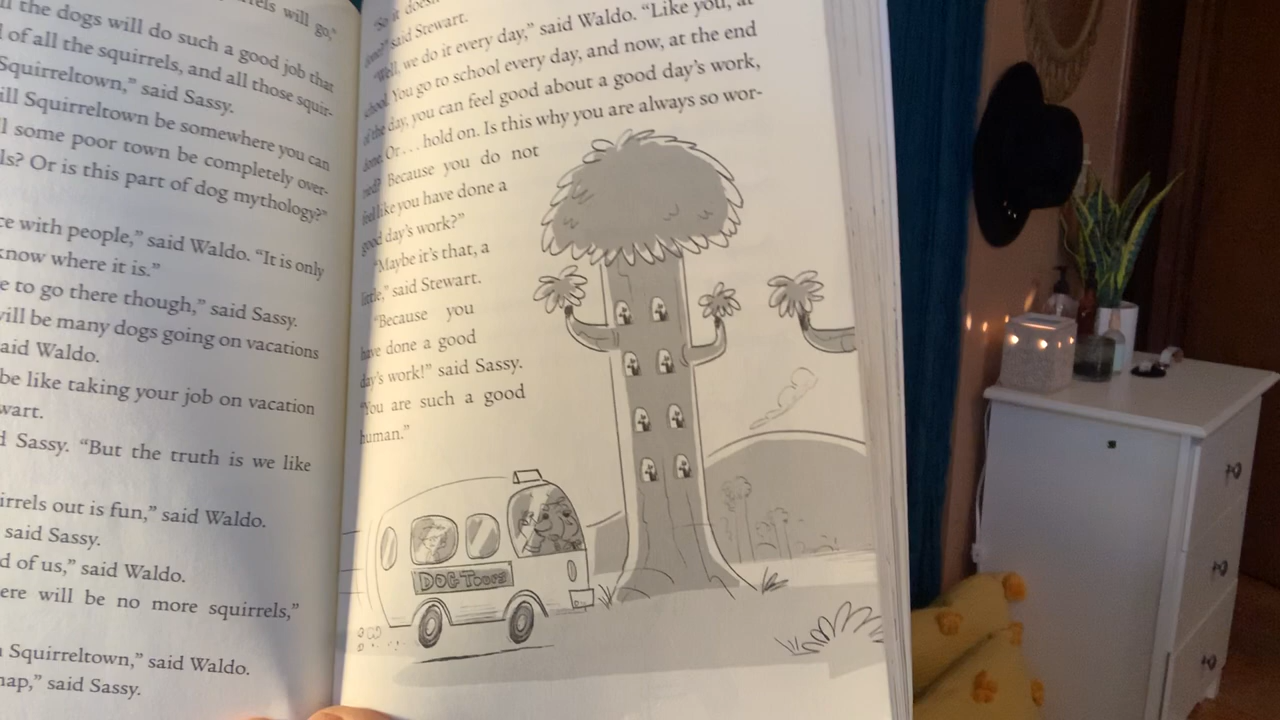 rels will go,"
the dogs will do such a good job that
of all the squirrels, and all those squir-
Squirreltown," said Sassy.
ill Squirreltown be somewhere you can
some poor town be completely over-
ls? Or is this part of dog mythology?"
ce with people," said Waldo. "It is only
know where it is."
e to go there though," said Sassy.
will be many dogs going on vacations
said Waldo.
be like taking your job on vacation
wart.
d Sassy. "But the truth is we like
irrels out is fun," said Waldo.
said Sassy.
d of us," said Waldo.
ere will be no more squirrels,"
Squirreltown," said Waldo.
nap," said Sassy.
"So it doesn
said Stewart.
"Well, we do it every day," said Waldo. "Like you, at
school. You go to school every day, and now, at the end
of the day, you can feel good about a good day's work,
done. Or . . . hold on. Is this why you are always so wor-
ried? Because you do not
feel like you have done a
good day's work?"
"Maybe it's that, a
little," said Stewart.
"Because you
have done a good
day's work!" said Sassy.
"You are such a good
human."
DOG Tours